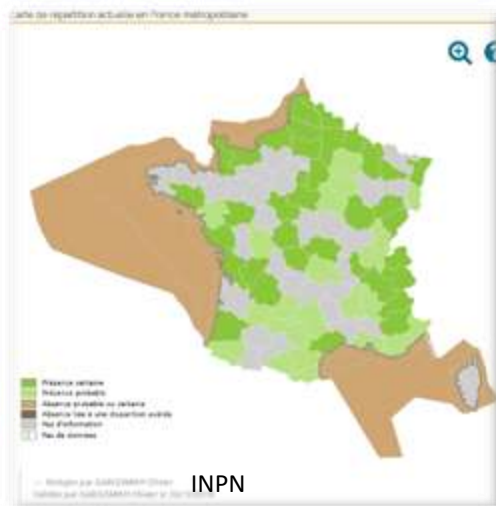 carte de répartition actuelle en France métropolitaine
Présence certaine
Présence probable
Absence probable ou certaine
Absence liée à une disparition avérée
Pas d'information
Pas de données
INPN